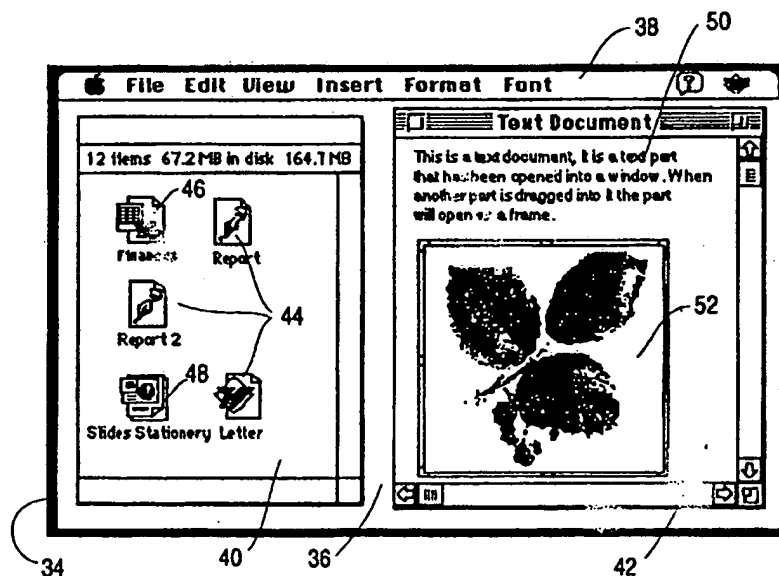 38
50
File Edit View Insert Format Font
Text Document
12 items 67.2 MB in disk 164.7 MB
This is a text document, it is a text part
that has been opened into a window. When
another part is dragged into it the part
will open as a frame.
46
Finances Report
44
Report 2
52
48
Slides Stationery Letter
34
40
36
42